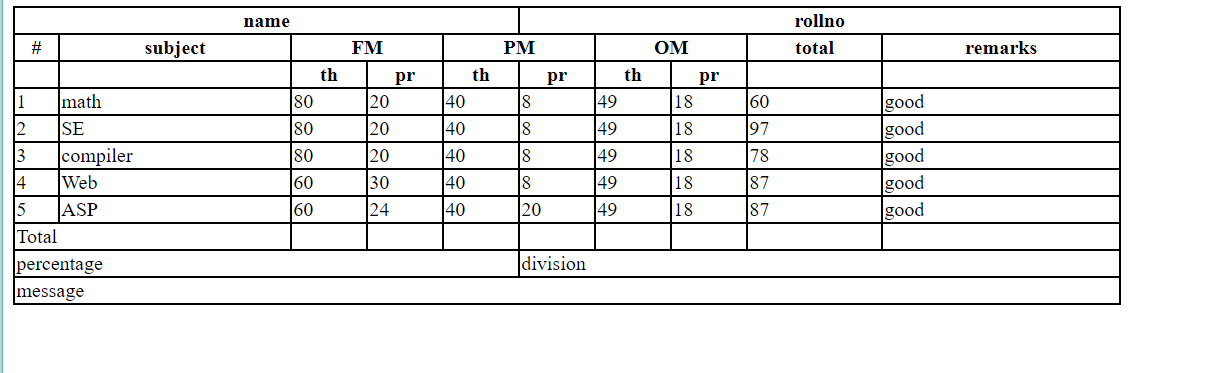 name rollno
# subject FM PM OM total remarks
th pr th pr th pr
1 math 80 20 40 8 49 18 60 good
2 SE 80 20 40 8 49 18 97 good
3 compiler 80 20 40 8 49 18 78 good
4 Web 60 30 40 8 49 18 87 good
5 ASP 60 24 40 20 49 18 87 good
Total
percentage division
message